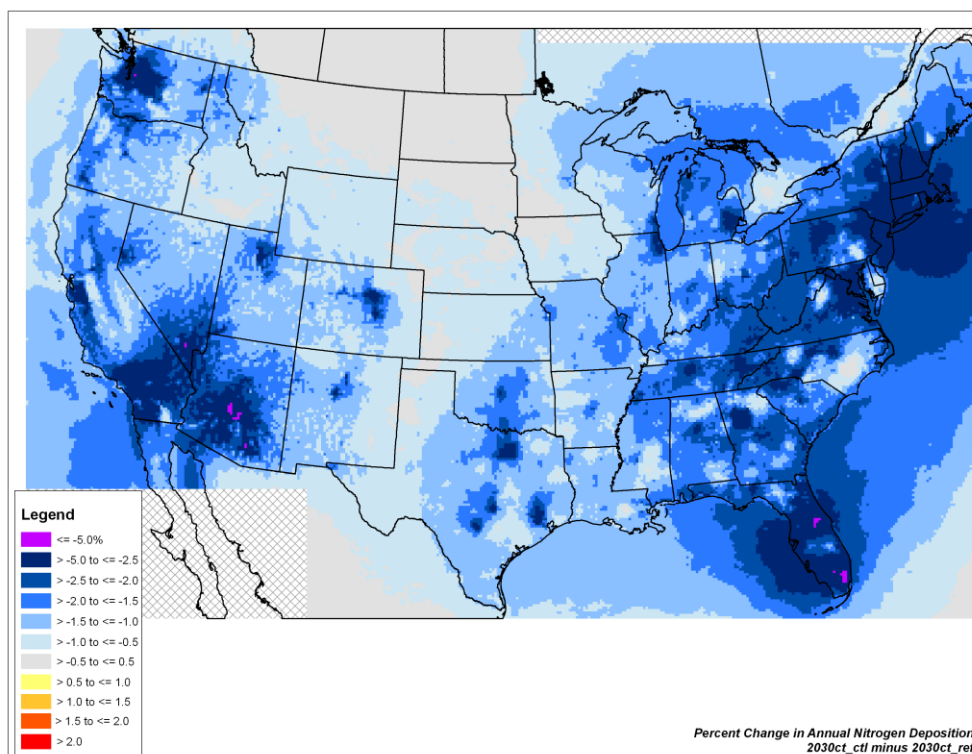 Legend
<= -5.0%
> -5.0 to <= -2.5
> -2.5 to <= -2.0
> -2.0 to <= -1.5
> -1.5 to <= -1.0
> -1.0 to <= -0.5
> -0.5 to <= 0.5
> 0.5 to <= 1.0
> 1.0 to <= 1.5
> 1.5 to <= 2.0
> 2.0
Percent Change in Annual Nitrogen Deposition
2030ct_ctl minus 2030ct_ref